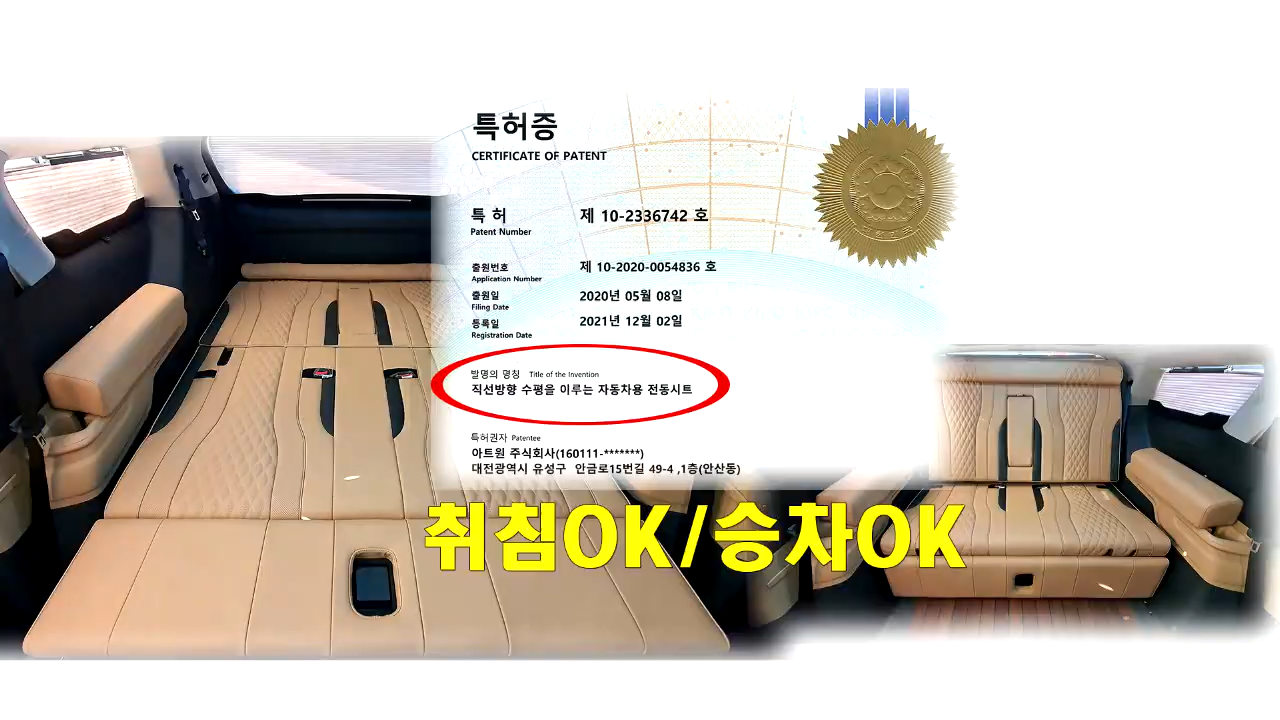 특허증
CERTIFICATE OF PATENT
특 허 제 10-2336742 호
Patent Number
출원번호 제 10-2020-0054836 호
Application Number
출원일 2020년 05월 08일
Filing Date
등록일 2021년 12월 02일
Registration Date
발명의 명칭 Title of the Invention
직선방향 수평을 이루는 자동차용 전동시트
특허권자 Patentee
아트원 주식회사(160111-*******)
대전광역시 유성구 안금로15번길 49-4 ,1층(안산동)
취침OK/승차OK